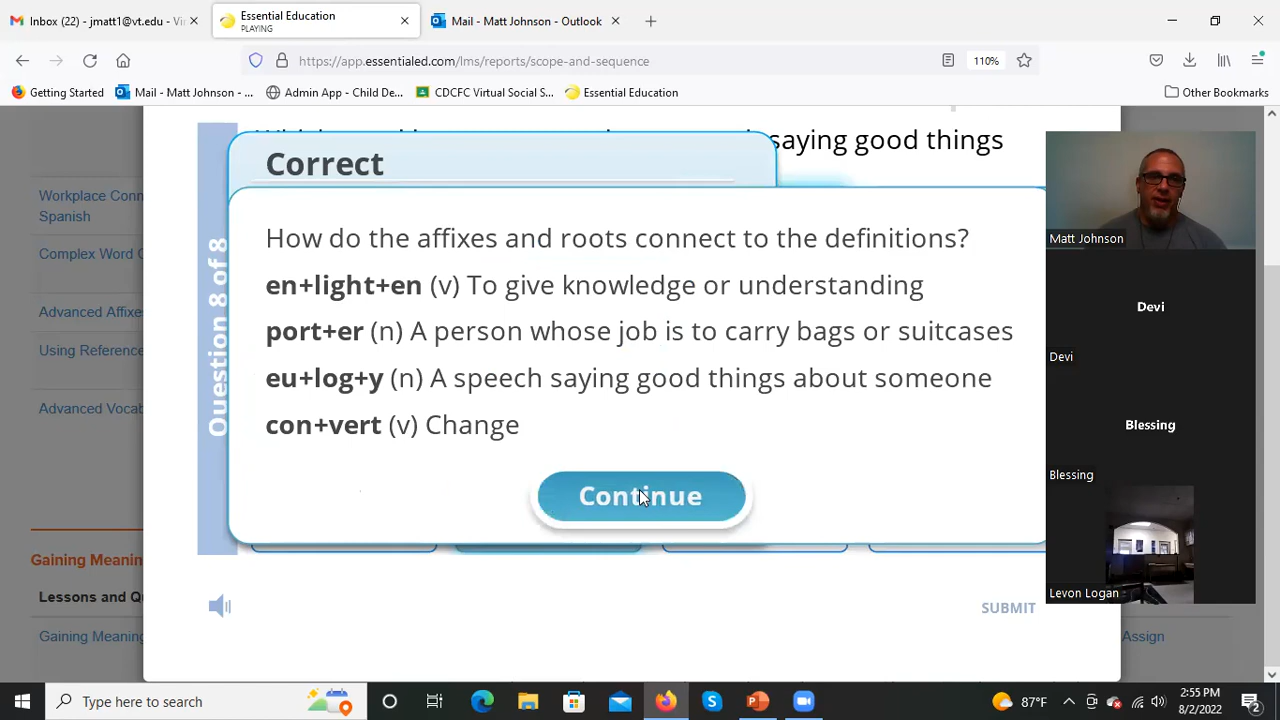 Inbox (22) - jmatt1@vt.edu - Vir
Essential Education
PLAYING
Mail - Matt Johnson - Outlook
https://app.essentialed.com/lms/reports/scope-and-sequence
110%
Getting Started
Mail - Matt Johnson - ...
Admin App - Child De...
CDCFC Virtual Social S...
Essential Education
Other Bookmarks
saying good things
Correct
How do the affixes and roots connect to the definitions?
en+light+en (v) To give knowledge or understanding
port+er (n) A person whose job is to carry bags or suitcases
eu+log+y (n) A speech saying good things about someone
con+vert (v) Change
Continue
Question 8 of 8
SUBMIT
Workplace Conn
Spanish
Complex Word
Advanced Affixe
Using Reference
Advanced Vocab
Gaining Meanin
Lessons and Qu
Gaining Meanin
Assign
Matt Johnson
Devi
Devi
Blessing
Blessing
Levon Logan
Type here to search
87°F
2:55 PM
8/2/2022
2